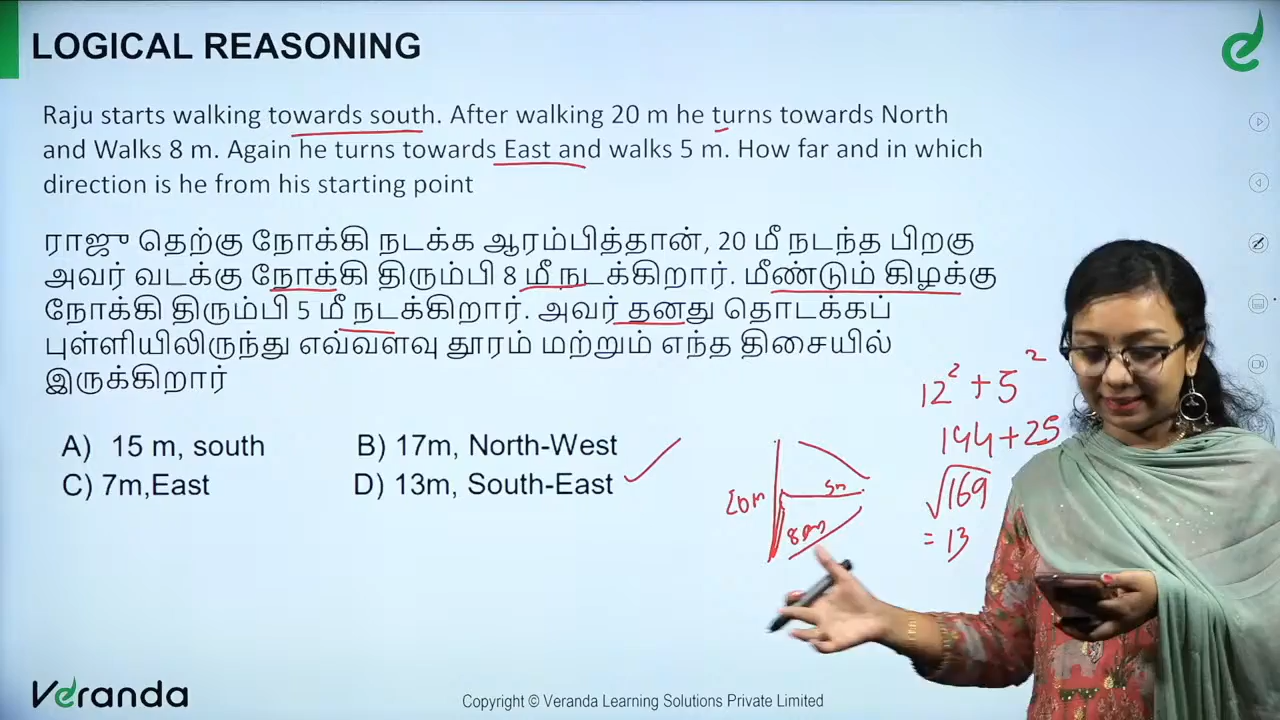 LOGICAL REASONING
Raju starts walking towards south. After walking 20 m he turns towards North
and Walks 8 m. Again he turns towards East and walks 5 m. How far and in which
direction is he from his starting point
ராஜு தெற்கு நோக்கி நடக்க ஆரம்பித்தான், 20 மீ நடந்த பிறகு
அவர் வடக்கு நோக்கி திரும்பி 8 மீ நடக்கிறார். மீண்டும் கிழக்கு
நோக்கி திரும்பி 5 மீ நடக்கிறார். அவர் தனது தொடக்கப்
புள்ளியிலிருந்து எவ்வளவு தூரம் மற்றும் எந்த திசையில்
இருக்கிறார்
A) 15 m, south B) 17m, North-West
C) 7m,East D) 13m, South-East
20m
5m
8m
12² + 5²
144+25
√169
= 13
Veranda
Copyright © Veranda Learning Solutions Private Limited